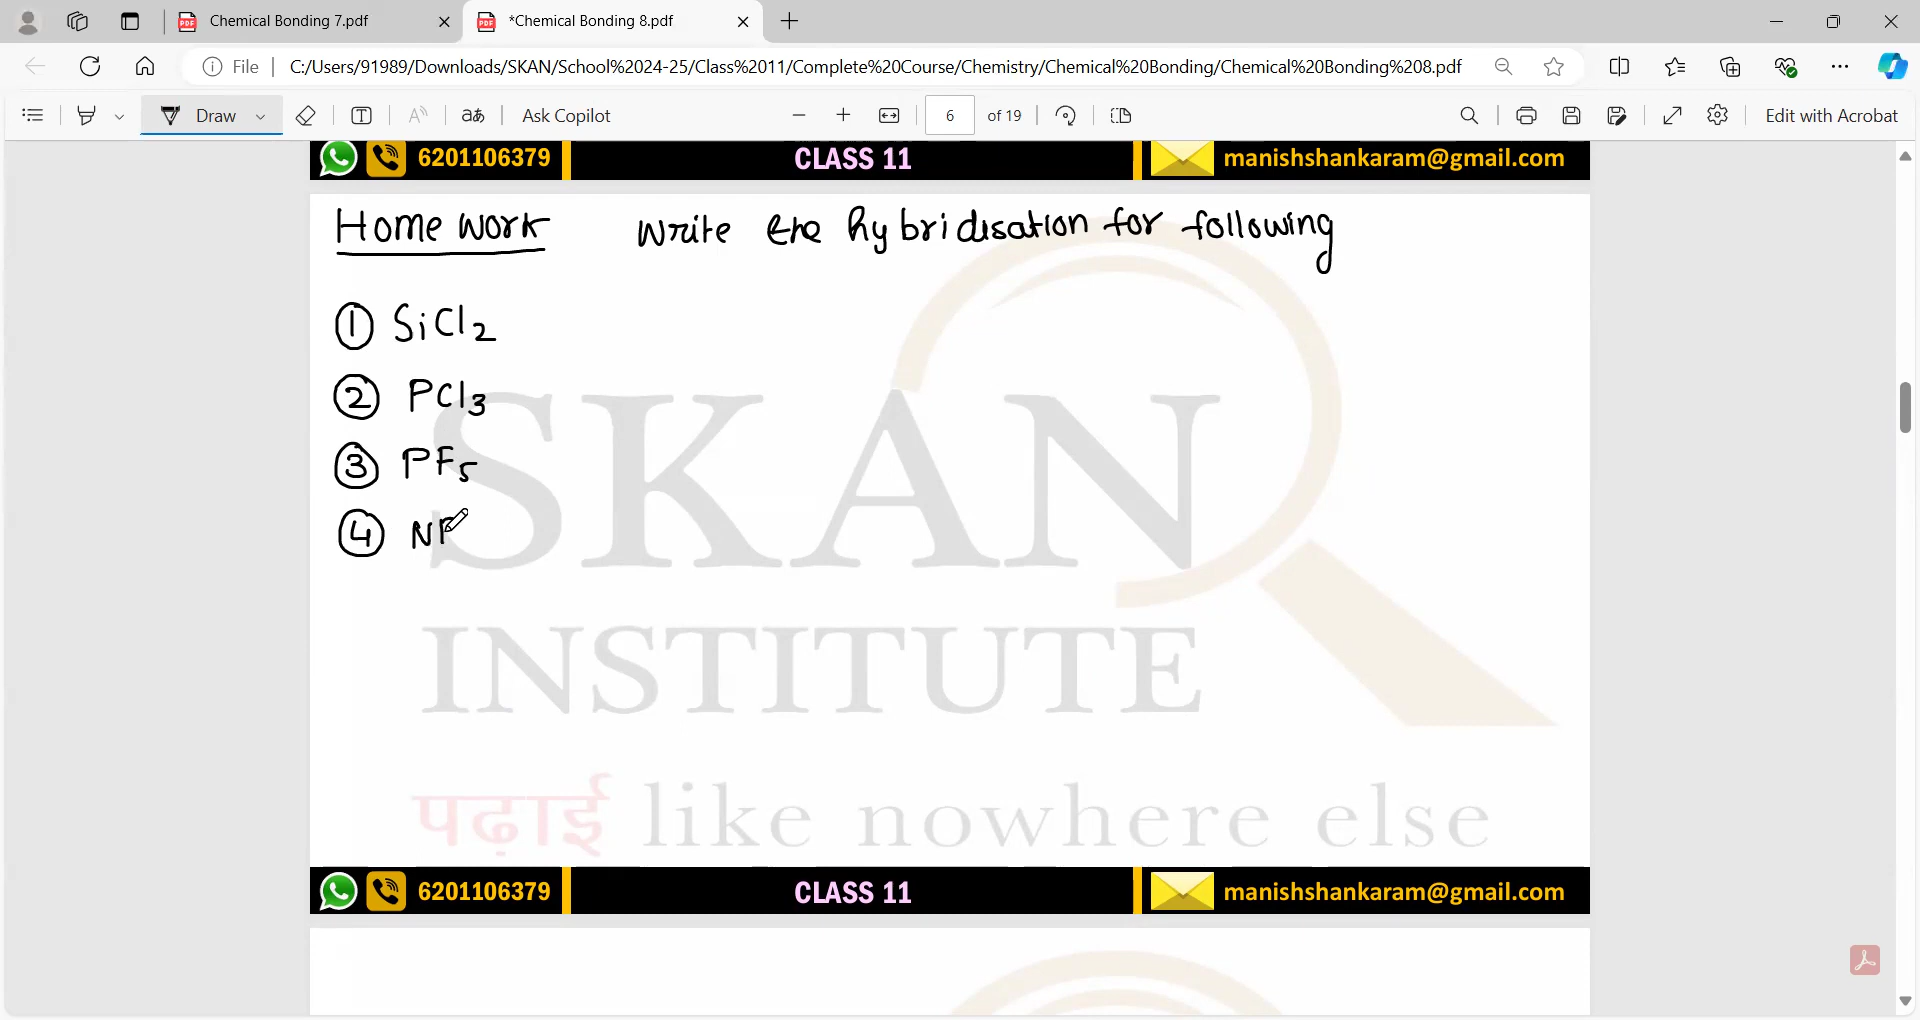 Chemical Bonding 7.pdf
*Chemical Bonding 8.pdf
File
C:/Users/91989/Downloads/SKAN/School%2024-25/Class%2011/Complete%20Course/Chemistry/Chemical%20Bonding/Chemical%20Bonding%208.pdf
Draw
aあ
Ask Copilot
6 of 19
Edit with Acrobat
6201106379 CLASS 11 manishshankaram@gmail.com
Home Work Write the hybridisation for following
① SiCl2
② PCl3
③ PF5
④ NF
SKAN
INSTITUTE
पढ़ाई like nowhere else
6201106379 CLASS 11 manishshankaram@gmail.com